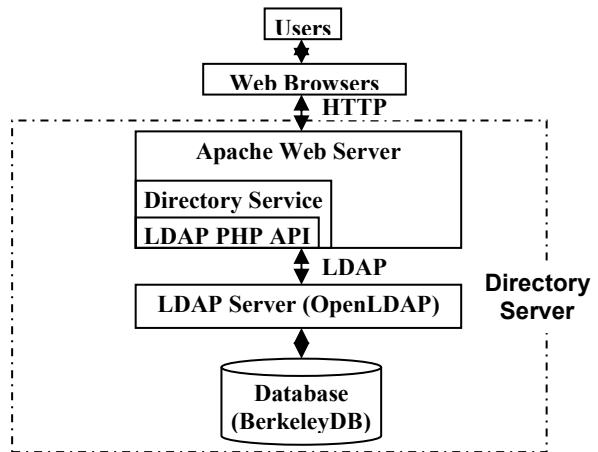 Users
Web Browsers
HTTP
Apache Web Server
Directory Service
LDAP PHP API
LDAP
LDAP Server (OpenLDAP)
Directory
Server
Database
(BerkeleyDB)